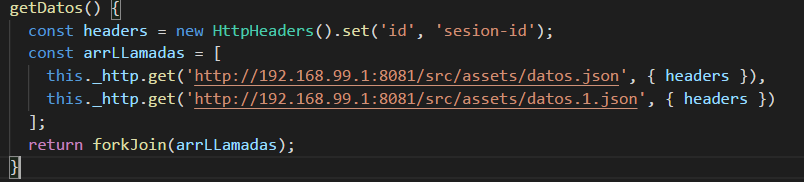 getDatos() {
const headers = new HttpHeaders().set('id', 'sesion-id');
const arrLLamadas = [
this._http.get('http://192.168.99.1:8081/src/assets/datos.json', { headers }),
this._http.get('http://192.168.99.1:8081/src/assets/datos.1.json', { headers })
];
return forkJoin(arrLLamadas);
}